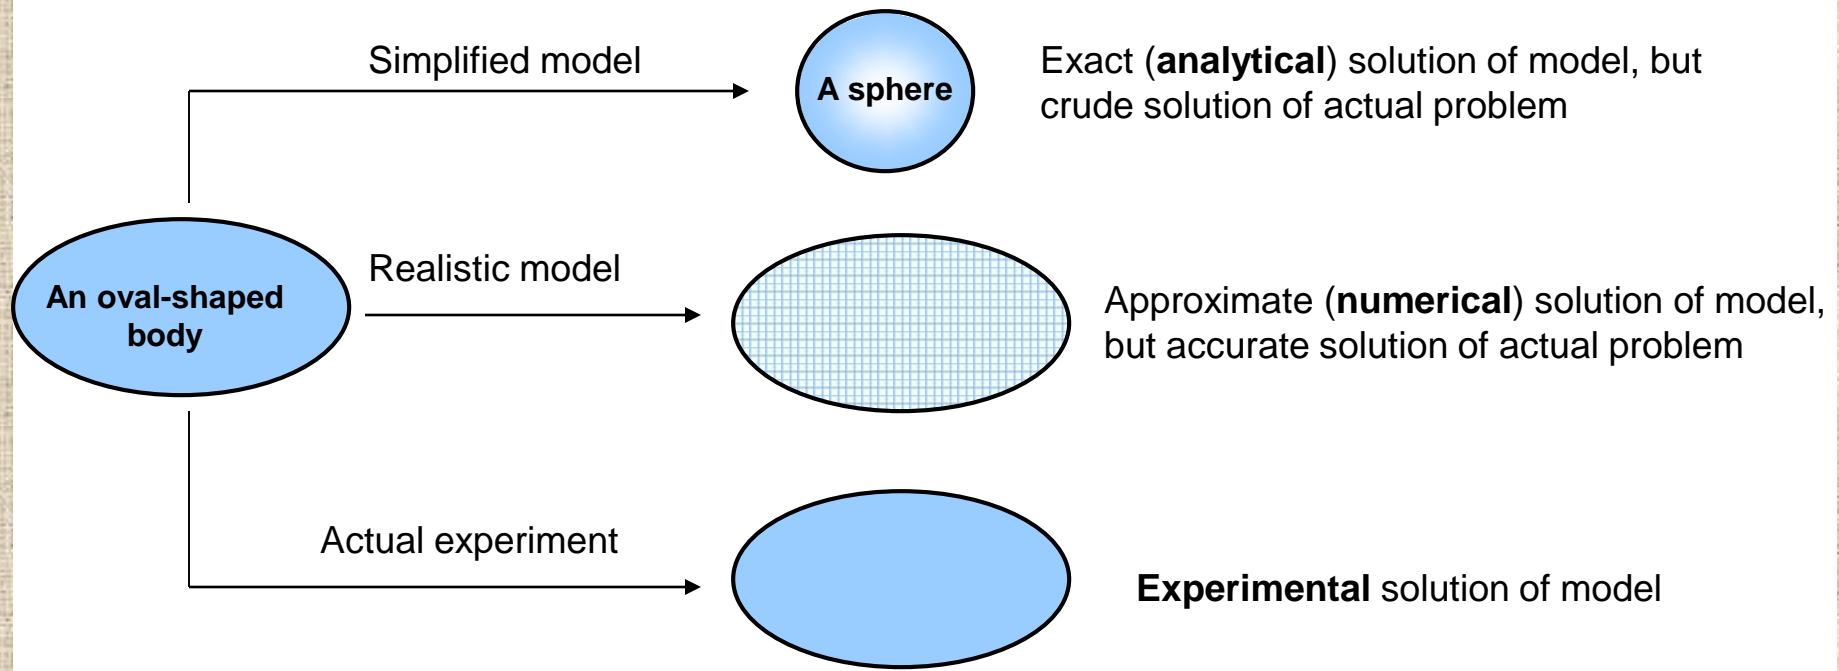 Simplified model
A sphere
Exact (analytical) solution of model, but
crude solution of actual problem
An oval-shaped
body
Realistic model
Approximate (numerical) solution of model,
but accurate solution of actual problem
Actual experiment
Experimental solution of model